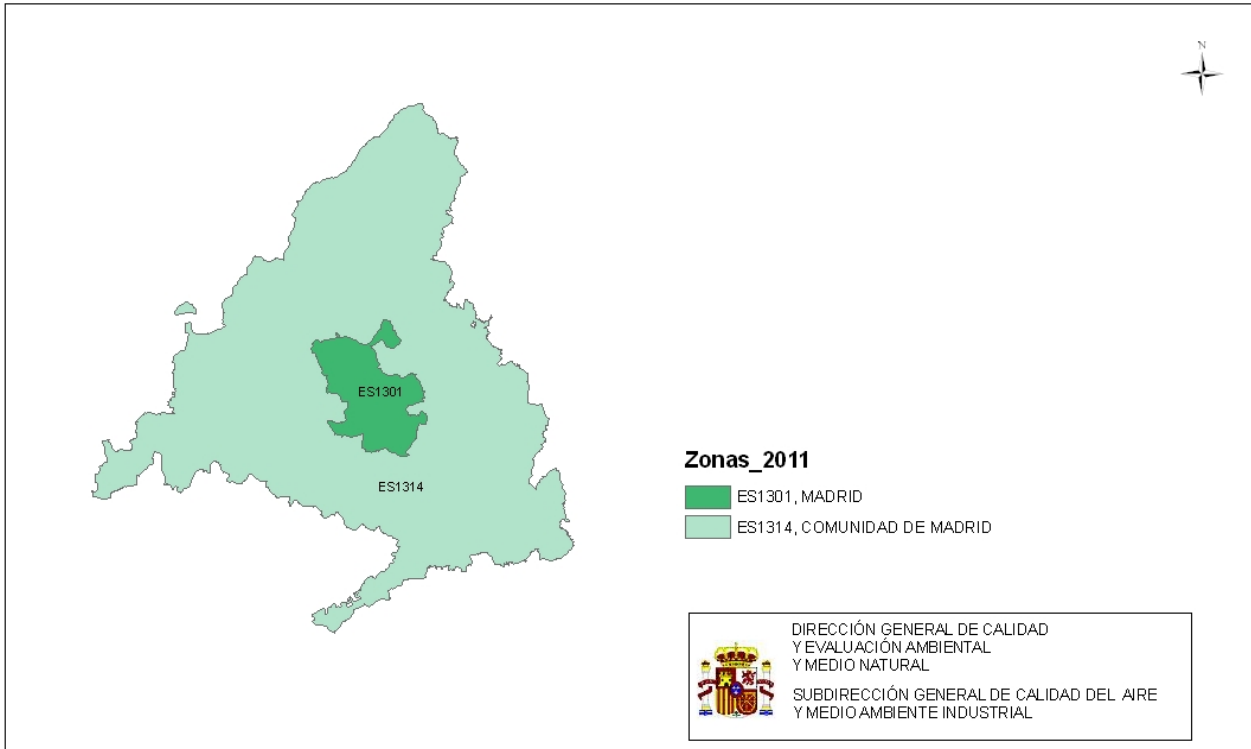 N
ES1301
ES1314
Zonas_2011
ES1301, MADRID
ES1314, COMUNIDAD DE MADRID
DIRECCIÓN GENERAL DE CALIDAD
Y EVALUACIÓN AMBIENTAL
Y MEDIO NATURAL
SUBDIRECCIÓN GENERAL DE CALIDAD DEL AIRE
Y MEDIO AMBIENTE INDUSTRIAL